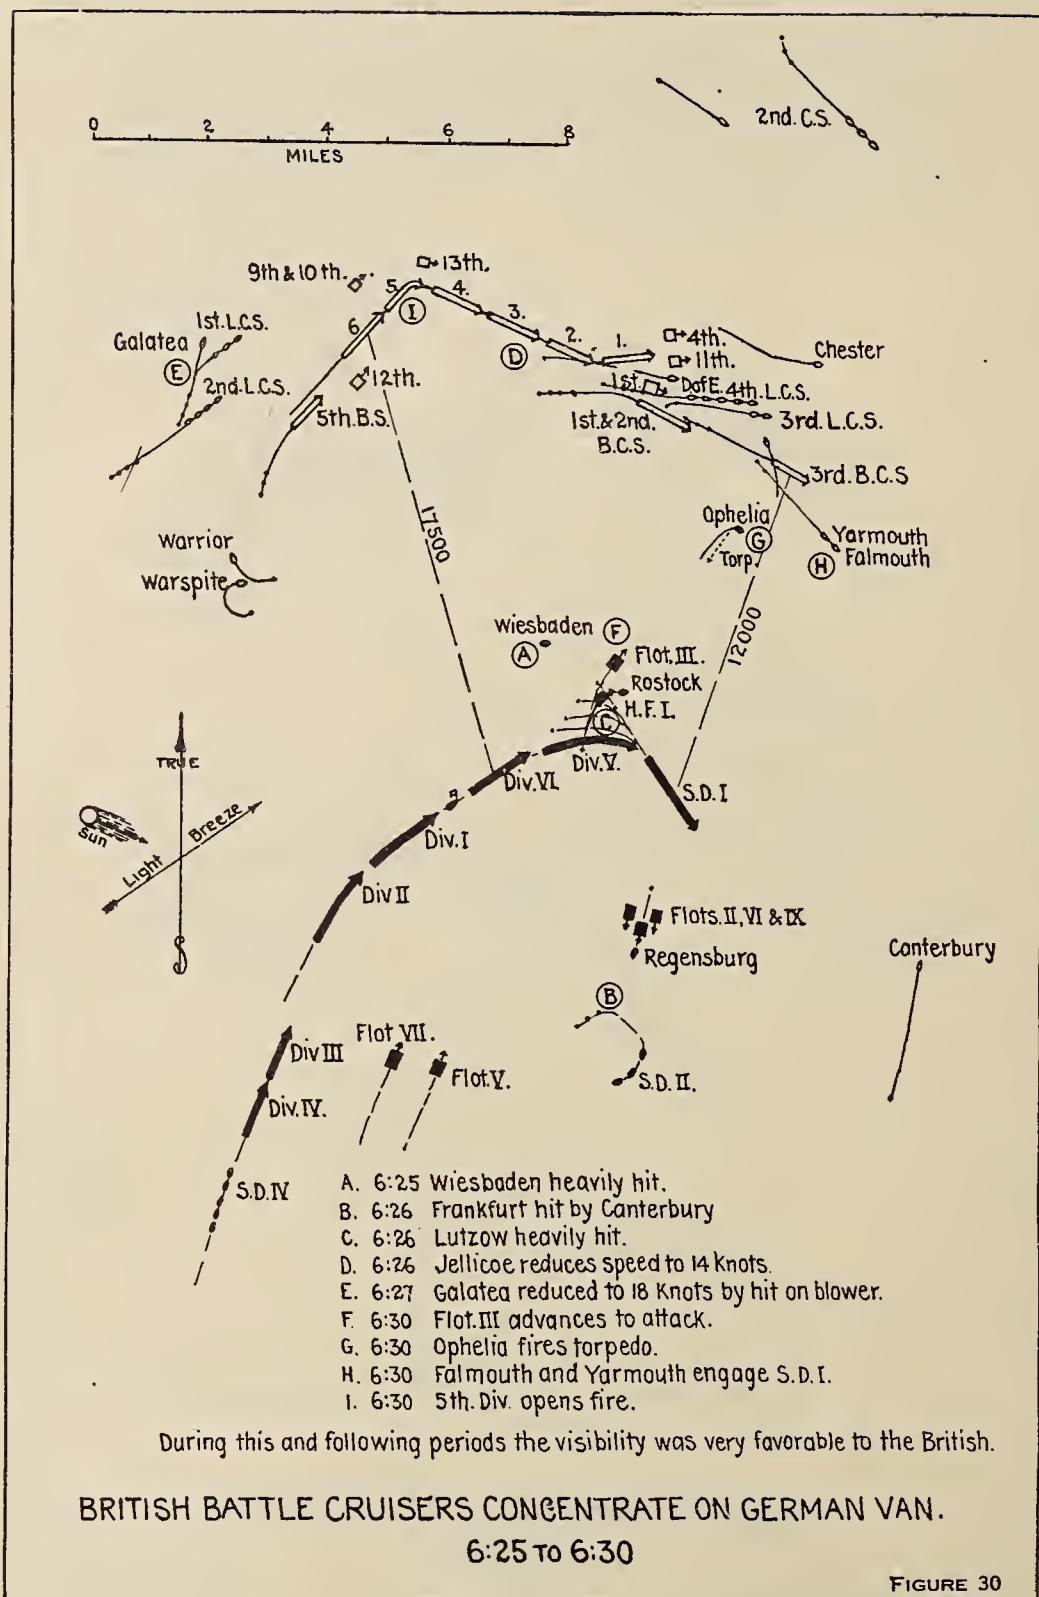 2nd. C.S.
0 2 4 6 8
MILES
9th & 10th.
13th.
5. 4.
1st. L.C.S.
I
3.
6
2. 1. 4th.
Galatea
E
D
11th.
Chester
12th.
1st. D of E. 4th. L.C.S.
2nd. L.C.S.
5th. B.S.
1st. & 2nd.
B.C.S.
3rd. L.C.S.
3rd. B.C.S
17500
Ophelia
G
Torp.
Yarmouth
H Falmouth
Warrior
Warspite
12000
Wiesbaden
A
F
Flot. III.
Rostock
H.F.L.
C
Div. V.
Div. VI.
S.D. I
TRUE
Sun
Light Breeze
Div. I
Div II
Flots. II, VI & IX
Regensburg
Canterbury
B
S.D. II.
Flot VII.
Flot. V.
Div III
Div. IV.
S.D. IV
A. 6:25 Wiesbaden heavily hit.
B. 6:26 Frankfurt hit by Canterbury
C. 6:26 Lutzow heavily hit.
D. 6:26 Jellicoe reduces speed to 14 Knots.
E. 6:27 Galatea reduced to 18 Knots by hit on blower.
F. 6:30 Flot. III advances to attack.
G. 6:30 Ophelia fires torpedo.
H. 6:30 Falmouth and Yarmouth engage S.D.I.
I. 6:30 5th. Div. opens fire.
During this and following periods the visibility was very favorable to the British.
BRITISH BATTLE CRUISERS CONCENTRATE ON GERMAN VAN.
6:25 TO 6:30
FIGURE 30